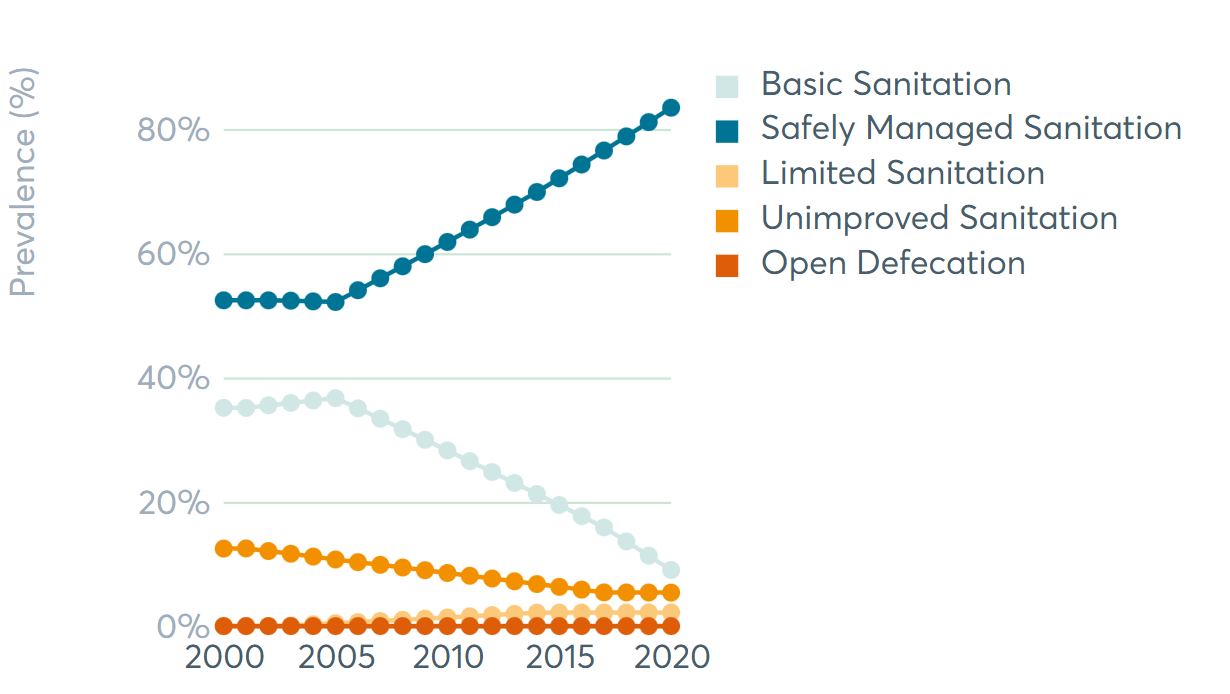 Prevalence (%)
80%
60%
40%
20%
0%
2000 2005 2010 2015 2020
Basic Sanitation
Safely Managed Sanitation
Limited Sanitation
Unimproved Sanitation
Open Defecation